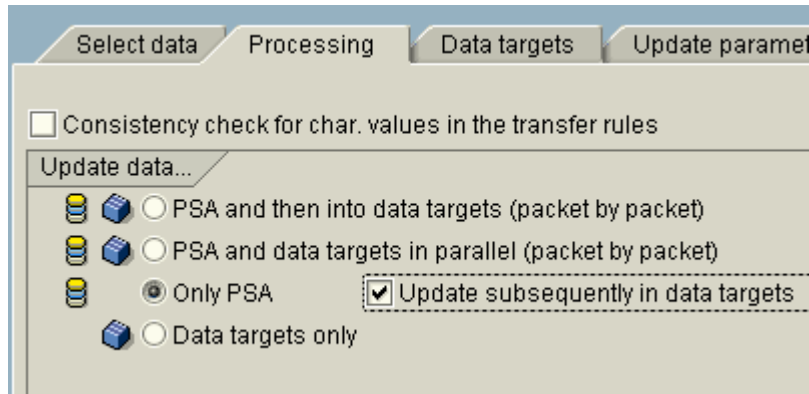 Select data Processing Data targets Update paramet
Consistency check for char. values in the transfer rules
Update data...
PSA and then into data targets (packet by packet)
PSA and data targets in parallel (packet by packet)
Only PSA Update subsequently in data targets
Data targets only